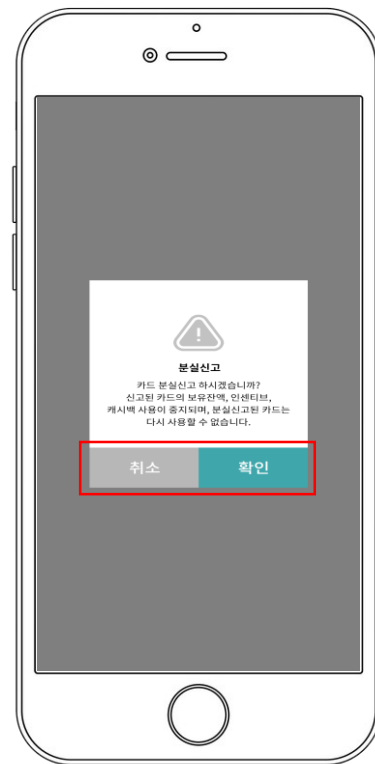 분실신고
카드 분실신고 하시겠습니까?
신고된 카드의 보유잔액, 인센티브,
캐시백 사용이 중지되며, 분실신고된 카드는
다시 사용할 수 없습니다.
취소 확인